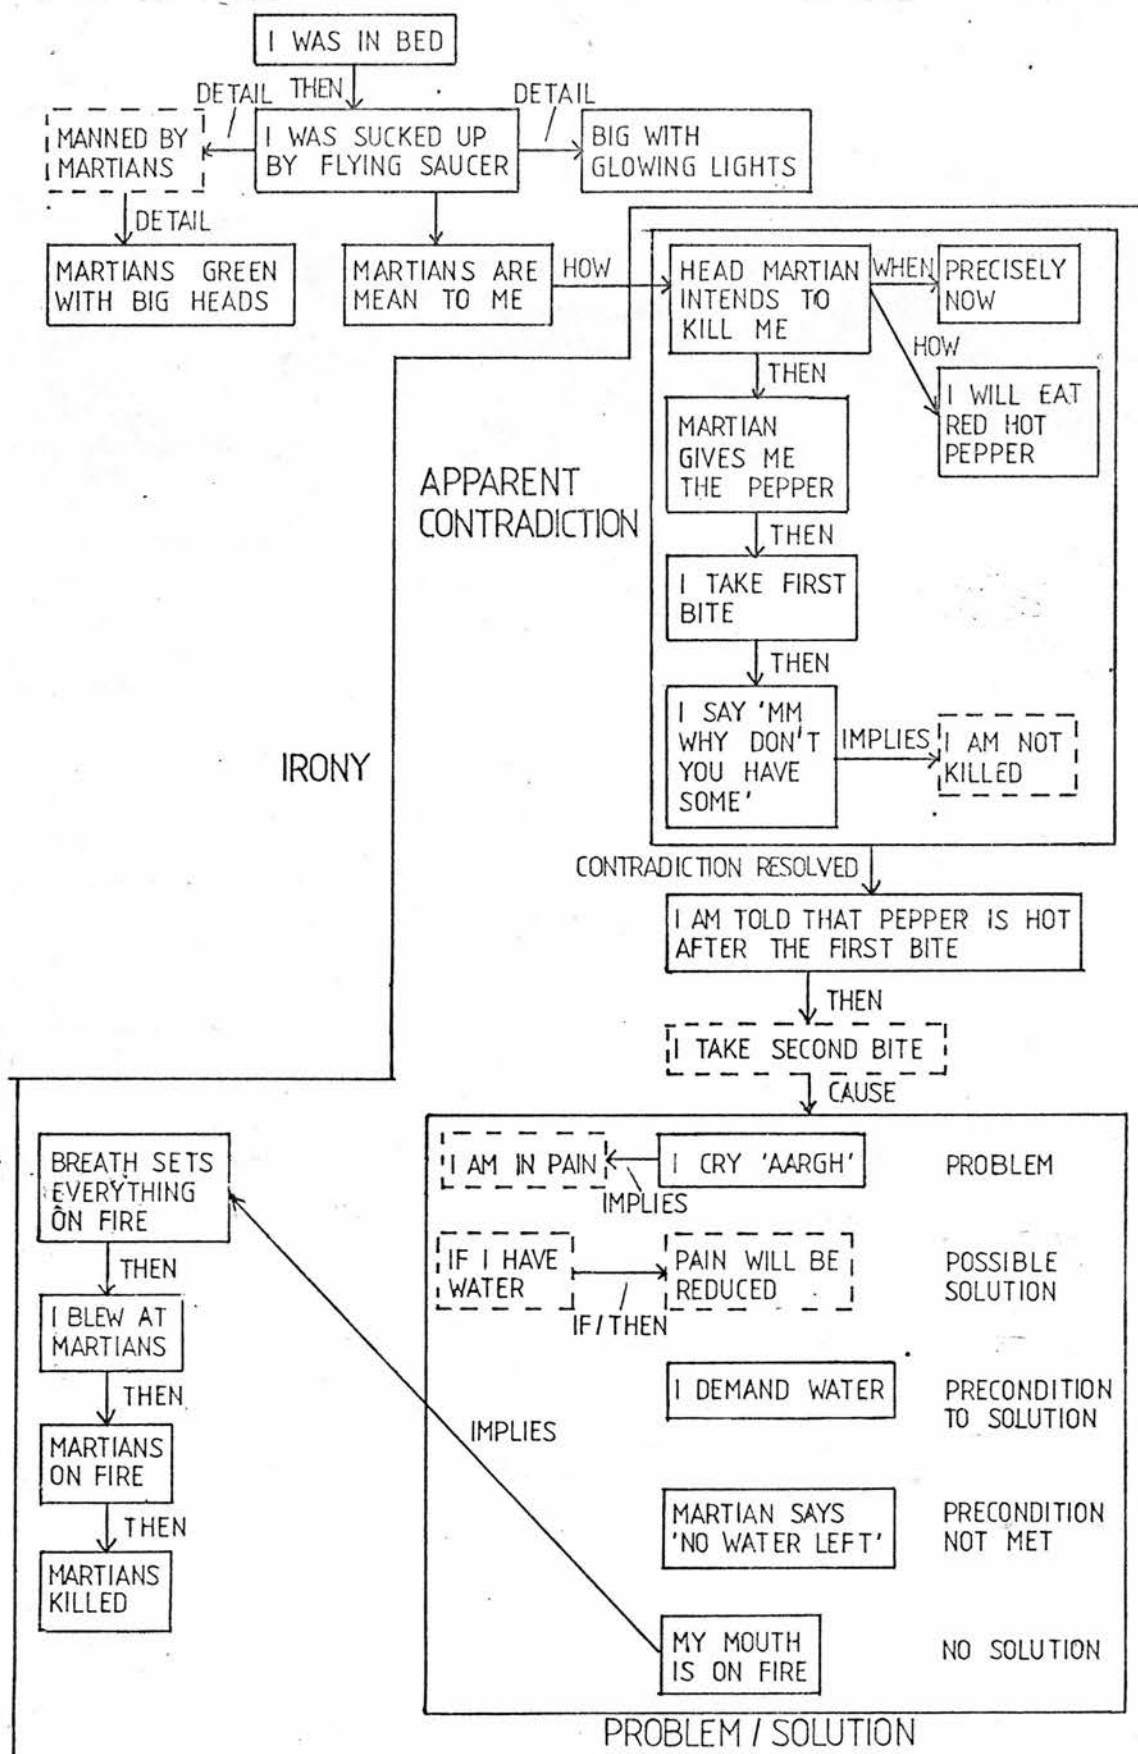 I WAS IN BED
THEN
DETAIL
DETAIL
MANNED BY
MARTIANS
I WAS SUCKED UP
BY FLYING SAUCER
BIG WITH
GLOWING LIGHTS
DETAIL
MARTIANS GREEN
WITH BIG HEADS
MARTIANS ARE
MEAN TO ME
HOW
HEAD MARTIAN
INTENDS TO
KILL ME
WHEN
PRECISELY
NOW
HOW
I WILL EAT
RED HOT
PEPPER
THEN
MARTIAN
GIVES ME
THE PEPPER
APPARENT
CONTRADICTION
THEN
I TAKE FIRST
BITE
THEN
I SAY 'MM
WHY DON'T
YOU HAVE
SOME'
IMPLIES
I AM NOT
KILLED
IRONY
CONTRADICTION RESOLVED
I AM TOLD THAT PEPPER IS HOT
AFTER THE FIRST BITE
THEN
I TAKE SECOND BITE
CAUSE
I AM IN PAIN
I CRY 'AARGH'
PROBLEM
IMPLIES
IF I HAVE
WATER
PAIN WILL BE
REDUCED
POSSIBLE
SOLUTION
IF/THEN
I DEMAND WATER
PRECONDITION
TO SOLUTION
MARTIAN SAYS
'NO WATER LEFT'
PRECONDITION
NOT MET
MY MOUTH
IS ON FIRE
NO SOLUTION
IMPLIES
PROBLEM / SOLUTION
BREATH SETS
EVERYTHING
ON FIRE
THEN
I BLEW AT
MARTIANS
THEN
MARTIANS
ON FIRE
THEN
MARTIANS
KILLED